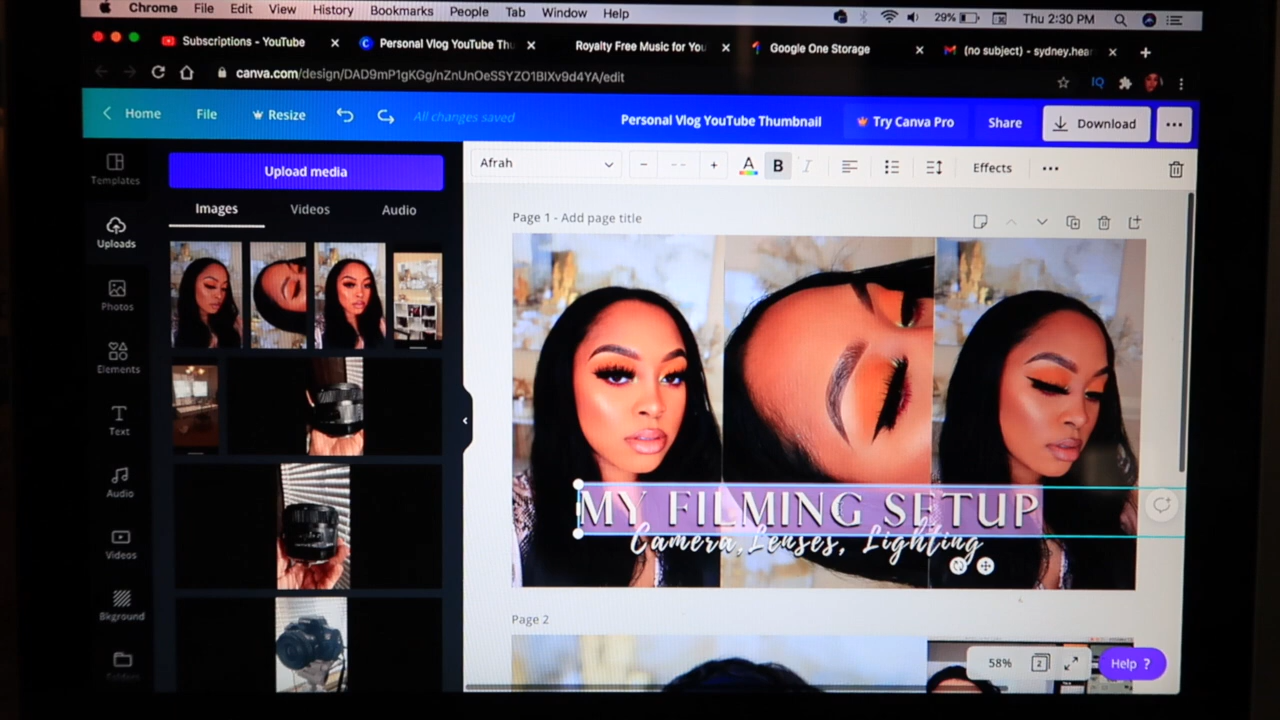 Chrome File Edit View History Bookmarks People Tab Window Help 29% Thu 2:30 PM
Subscriptions - YouTube Personal Vlog YouTube Thu Royalty Free Music for You Google One Storage (no subject) - sydney.hear
canva.com/design/DAD9mP1gKGg/nZnUnOeSSYZO1BIXv9d4YA/edit IQ
Home File Resize All changes saved Personal Vlog YouTube Thumbnail Try Canva Pro Share Download
Templates Upload media Afrah − -- + A B I Effects
Images Videos Audio
Page 1 - Add page title
Uploads
Photos
Elements
Text
MY FILMING SETUP
Camera, Lenses, Lighting
Audio
Videos
Bkground
Page 2
Folders
58% 2 Help ?